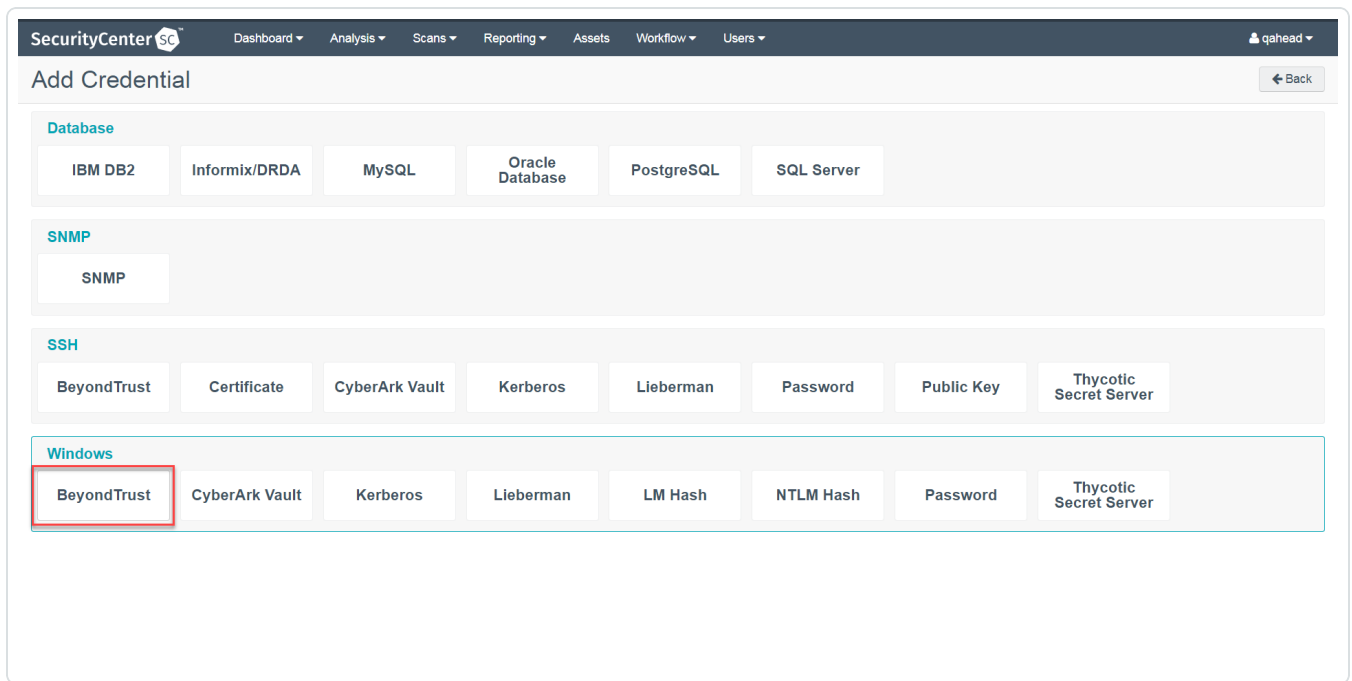 SecurityCenter SC™ Dashboard Analysis Scans Reporting Assets Workflow Users qahead
Add Credential Back
Database
IBM DB2 Informix/DRDA MySQL Oracle Database PostgreSQL SQL Server
SNMP
SNMP
SSH
BeyondTrust Certificate CyberArk Vault Kerberos Lieberman Password Public Key Thycotic Secret Server
Windows
BeyondTrust CyberArk Vault Kerberos Lieberman LM Hash NTLM Hash Password Thycotic Secret Server